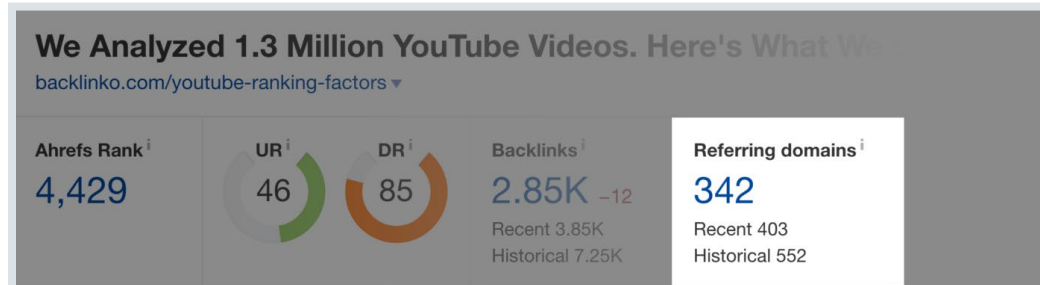 We Analyzed 1.3 Million YouTube Videos. Here's What We
backlinko.com/youtube-ranking-factors
Ahrefs Rank i
4,429
UR i
46
DR i
85
Backlinks i
2.85K -12
Recent 3.85K
Historical 7.25K
Referring domains i
342
Recent 403
Historical 552